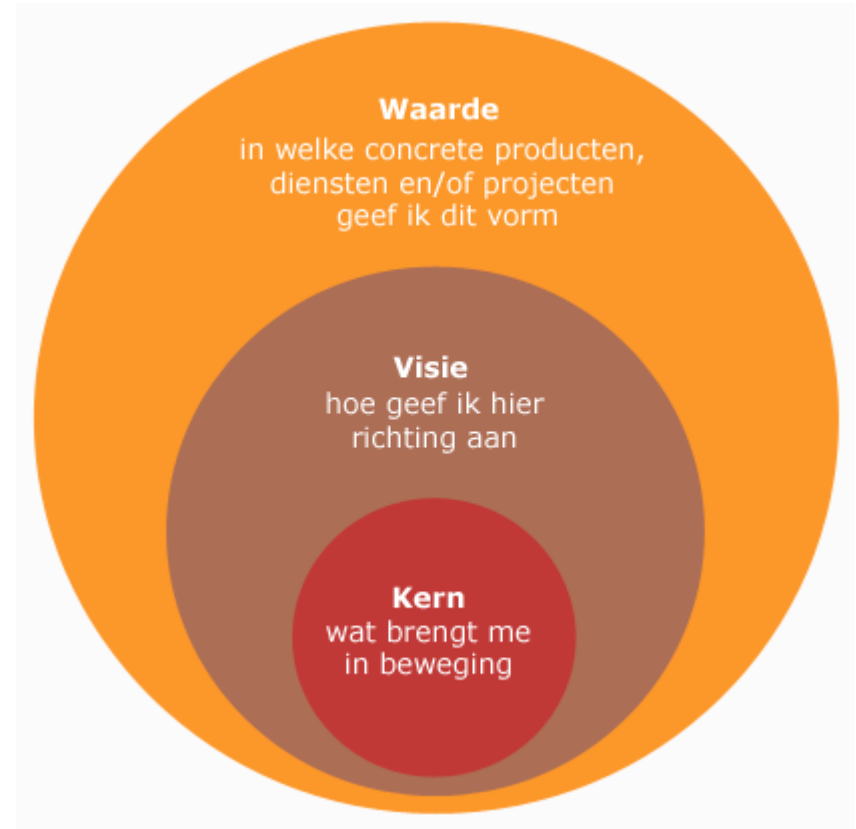 Waarde
in welke concrete producten,
diensten en/of projecten
geef ik dit vorm
Visie
hoe geef ik hier
richting aan
Kern
wat brengt me
in beweging